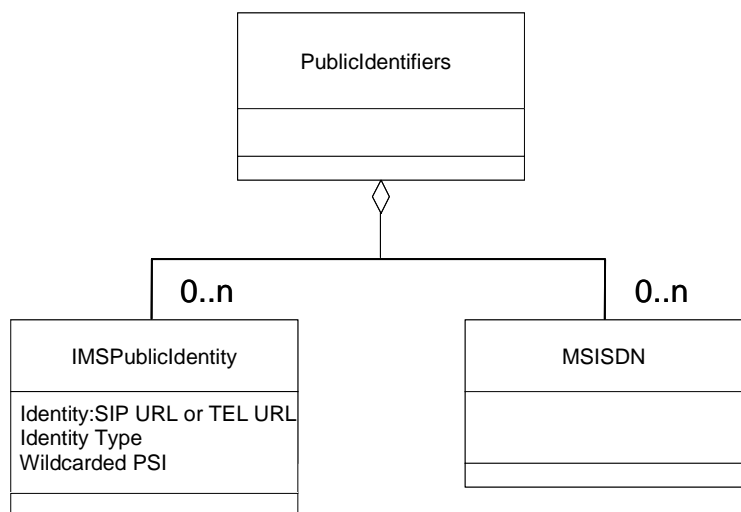 PublicIdentifiers
0..n
0..n
IMSPublicIdentity
MSISDN
Identity:SIP URL or TEL URL
Identity Type
Wildcarded PSI